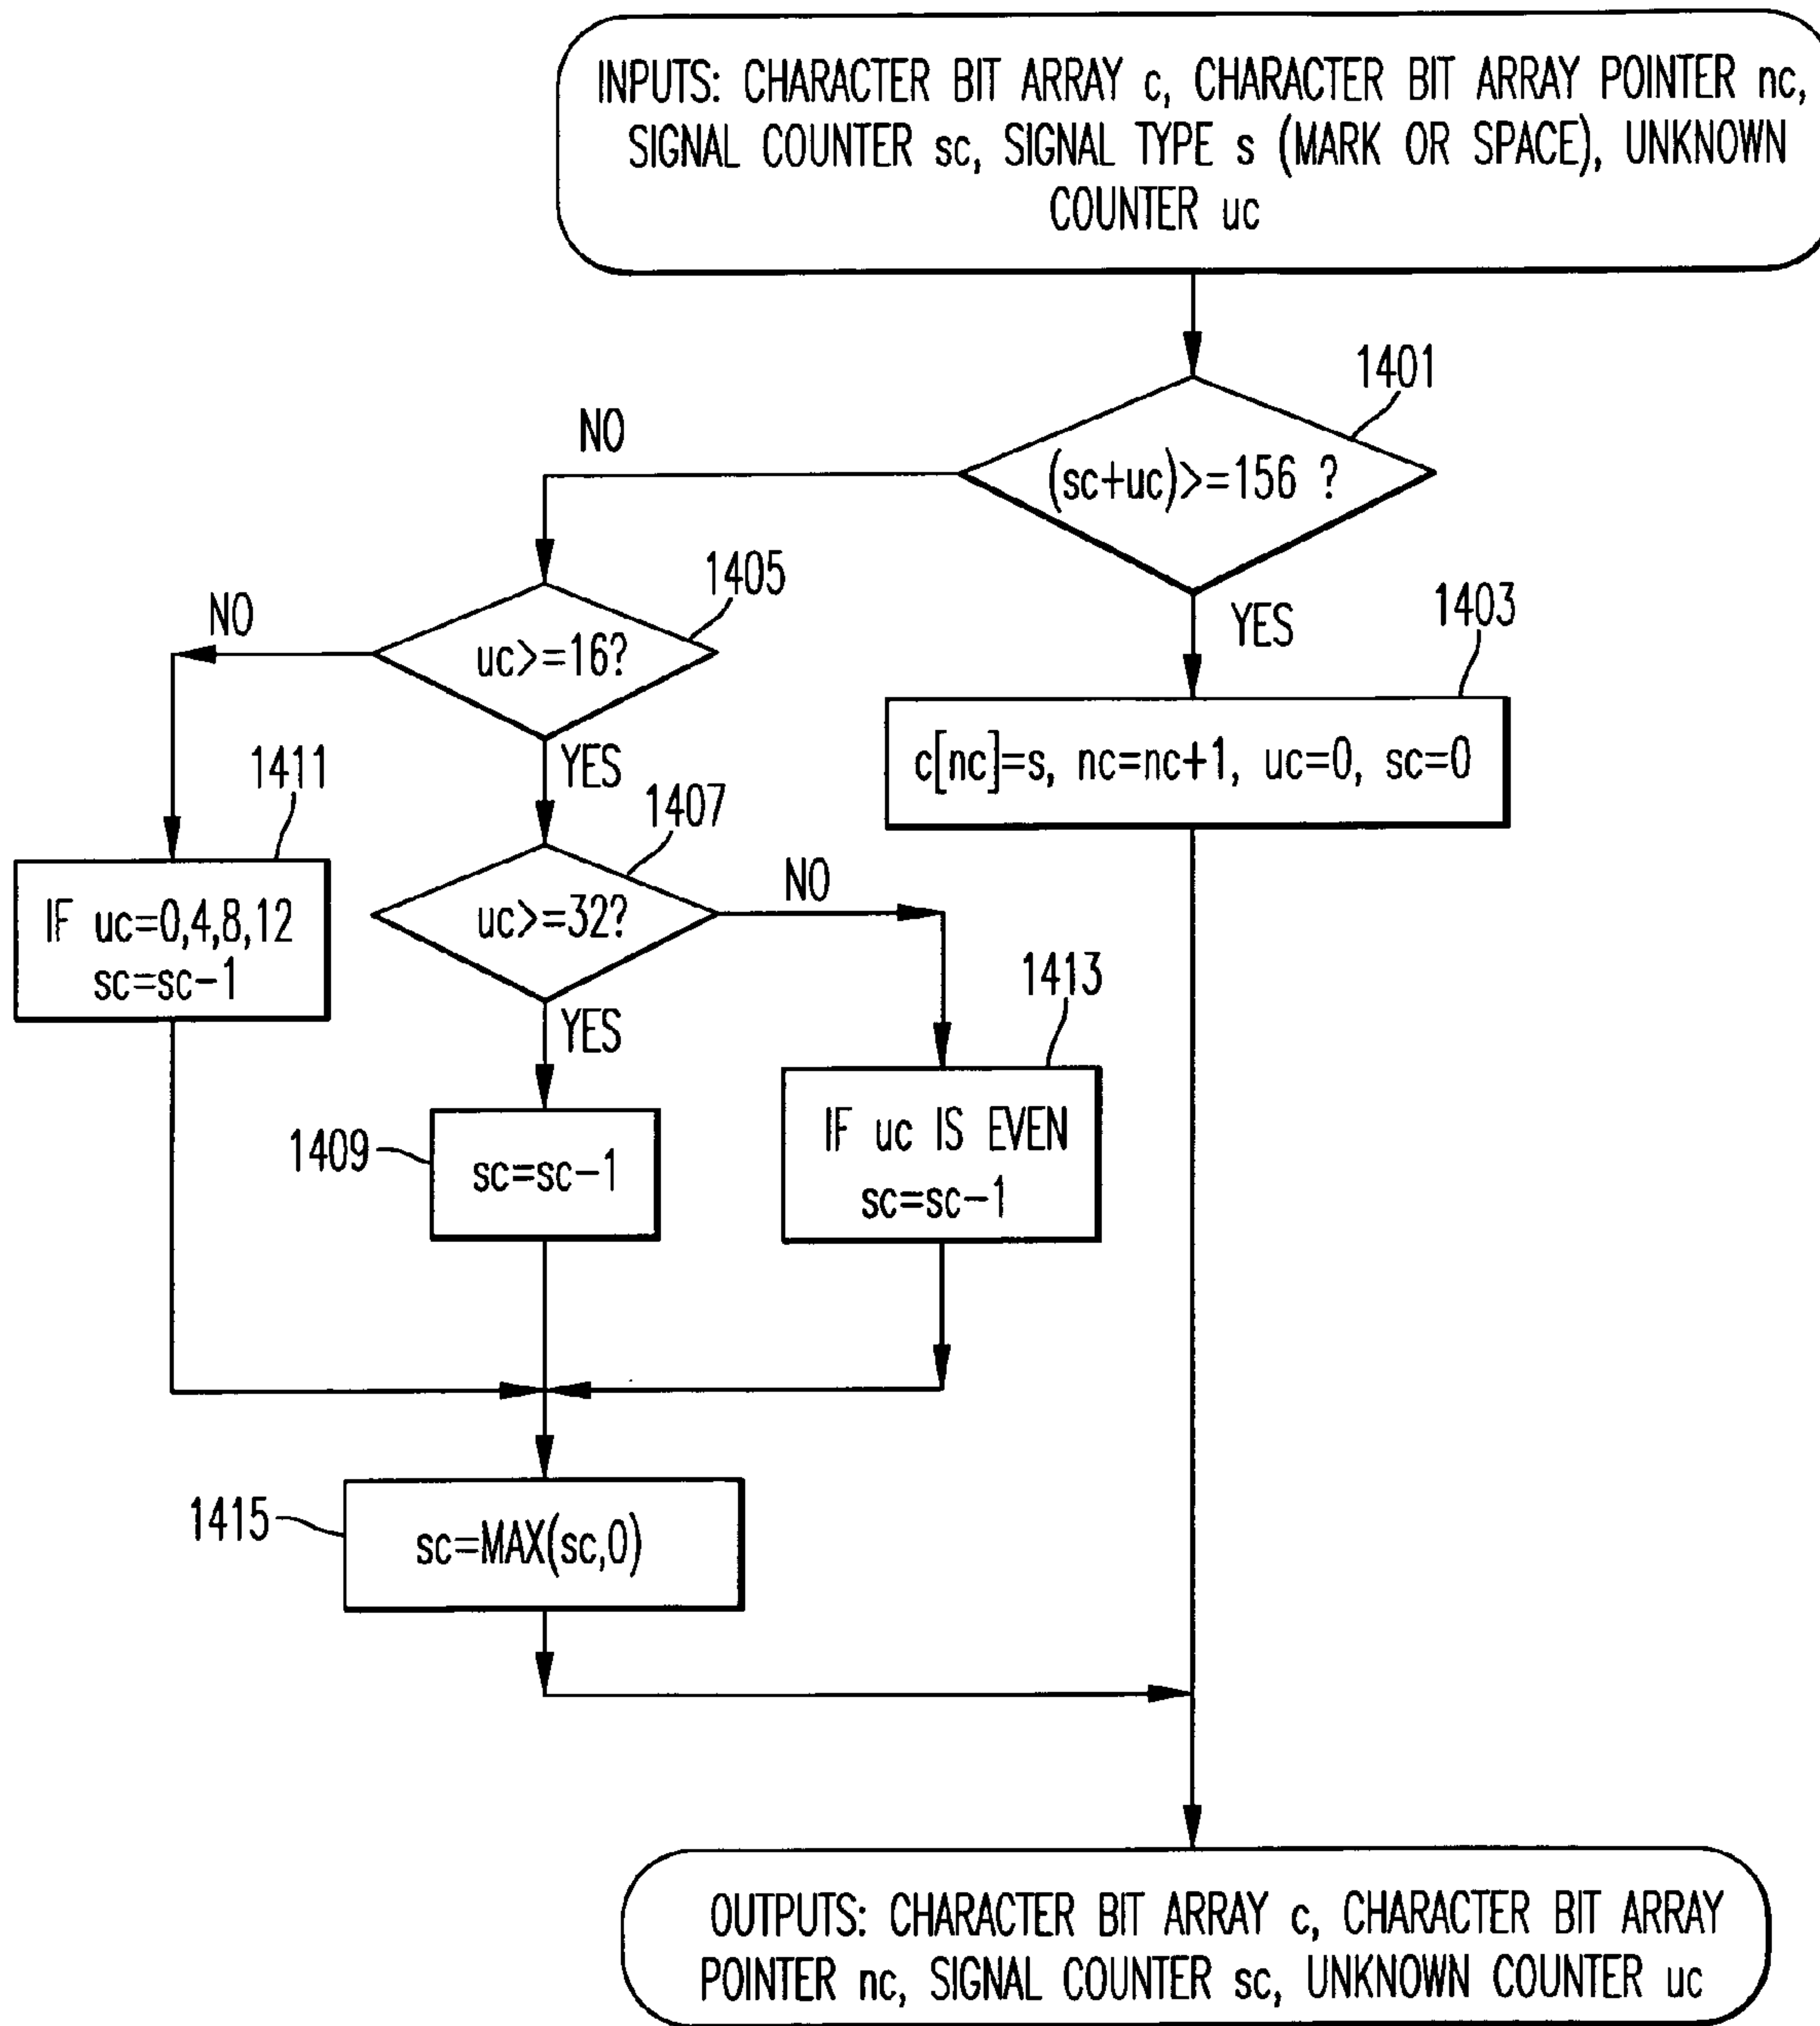 INPUTS: CHARACTER BIT ARRAY c, CHARACTER BIT ARRAY POINTER nc,
SIGNAL COUNTER sc, SIGNAL TYPE s (MARK OR SPACE), UNKNOWN
COUNTER uc
1401
NO
(sc+uc)>=156 ?
1405
NO
YES
1403
uc>=16?
c[nc]=s, nc=nc+1, uc=0, sc=0
1411
YES
1407
NO
IF uc=0,4,8,12
sc=sc-1
uc>=32?
1413
YES
IF uc IS EVEN
sc=sc-1
1409
sc=sc-1
1415
sc=MAX(sc,0)
OUTPUTS: CHARACTER BIT ARRAY c, CHARACTER BIT ARRAY
POINTER nc, SIGNAL COUNTER sc, UNKNOWN COUNTER uc